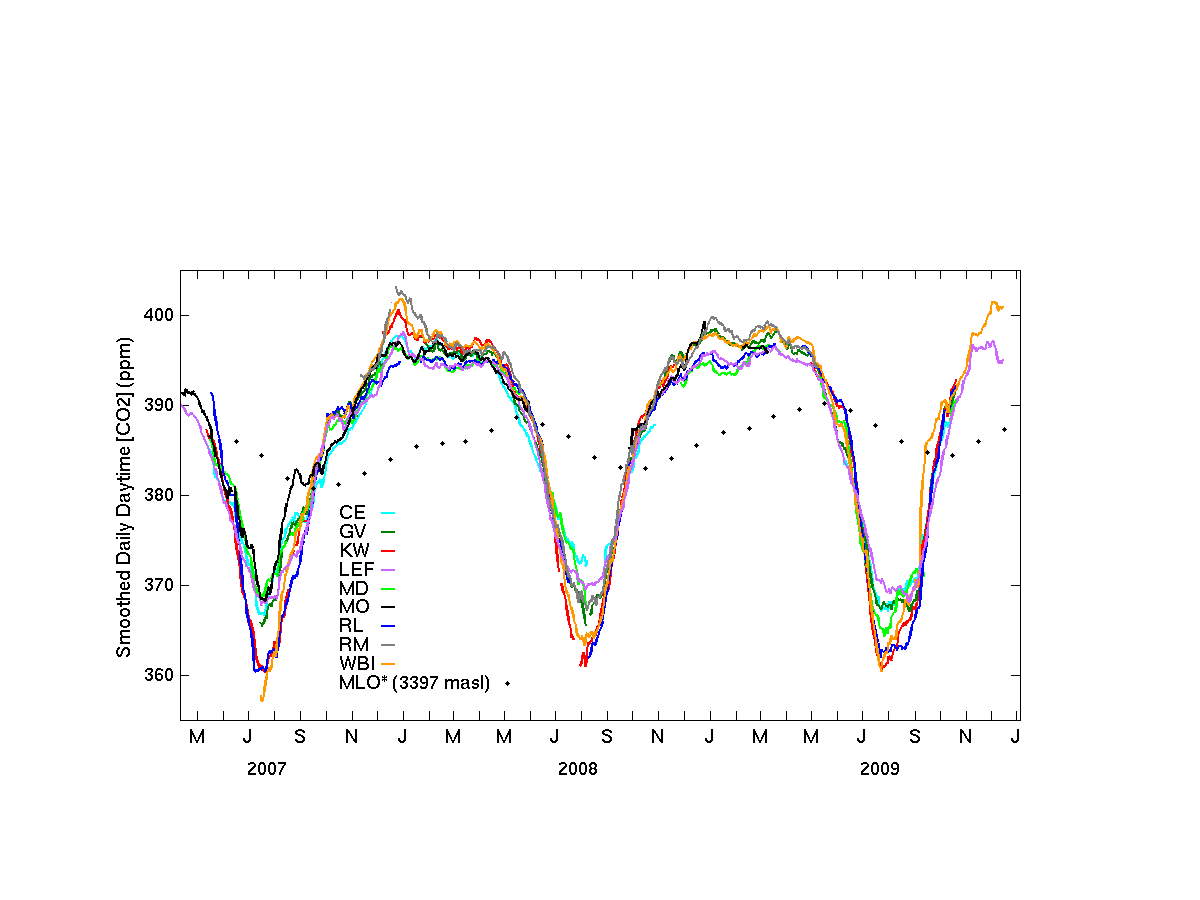 Smoothed Daily Daytime [CO2] (ppm)
400
390
380
370
360
CE
GV
KW
LEF
MD
MO
RL
RM
WBI
MLO* (3397 masl)
M J S N J M M J S N J M M J S N J
2007 2008 2009